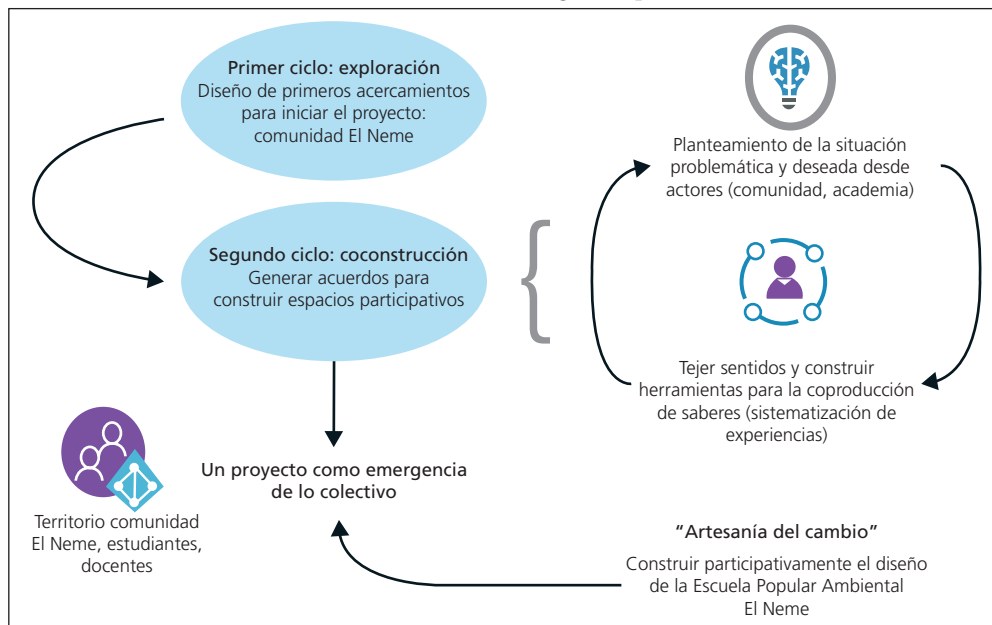 Primer ciclo: exploración
Diseño de primeros acercamientos
para iniciar el proyecto:
comunidad El Neme
Segundo ciclo: coconstrucción
Generar acuerdos para
construir espacios participativos
Planteamiento de la situación
problemática y deseada desde
actores (comunidad, academia)
Tejer sentidos y construir
herramientas para la coproducción
de saberes (sistematización de
experiencias)
Un proyecto como emergencia
de lo colectivo
Territorio comunidad
El Neme, estudiantes,
docentes
“Artesanía del cambio”
Construir participativamente el diseño
de la Escuela Popular Ambiental
El Neme